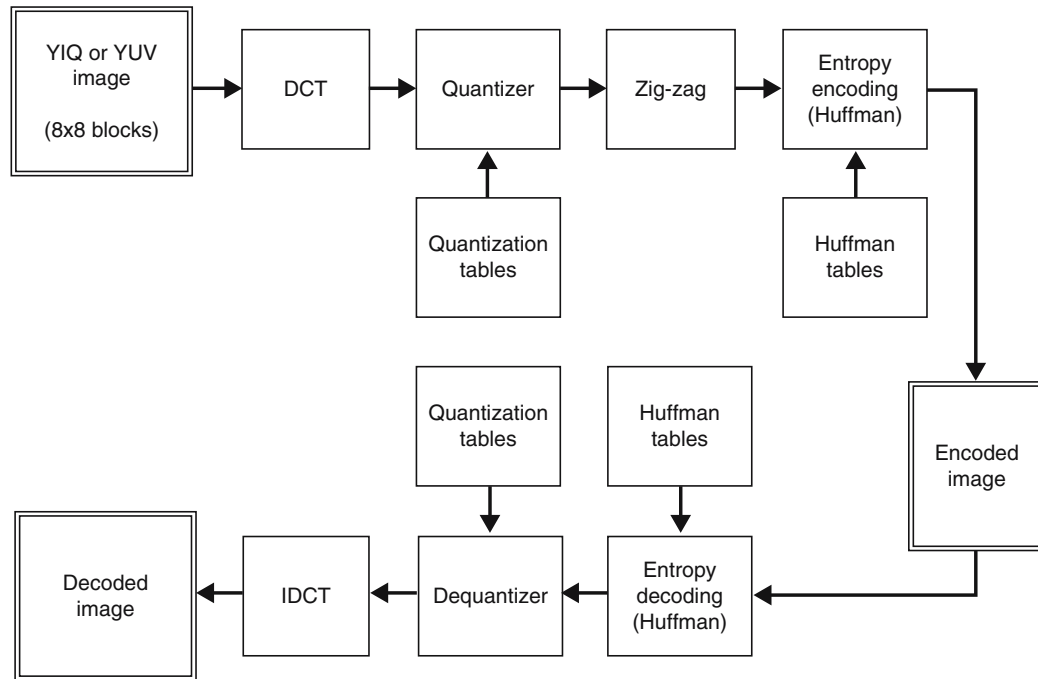 YIQ or YUV
image
(8x8 blocks)
DCT
Quantizer
Zig-zag
Entropy
encoding
(Huffman)
Quantization
tables
Huffman
tables
Quantization
tables
Huffman
tables
Encoded
image
Decoded
image
IDCT
Dequantizer
Entropy
decoding
(Huffman)